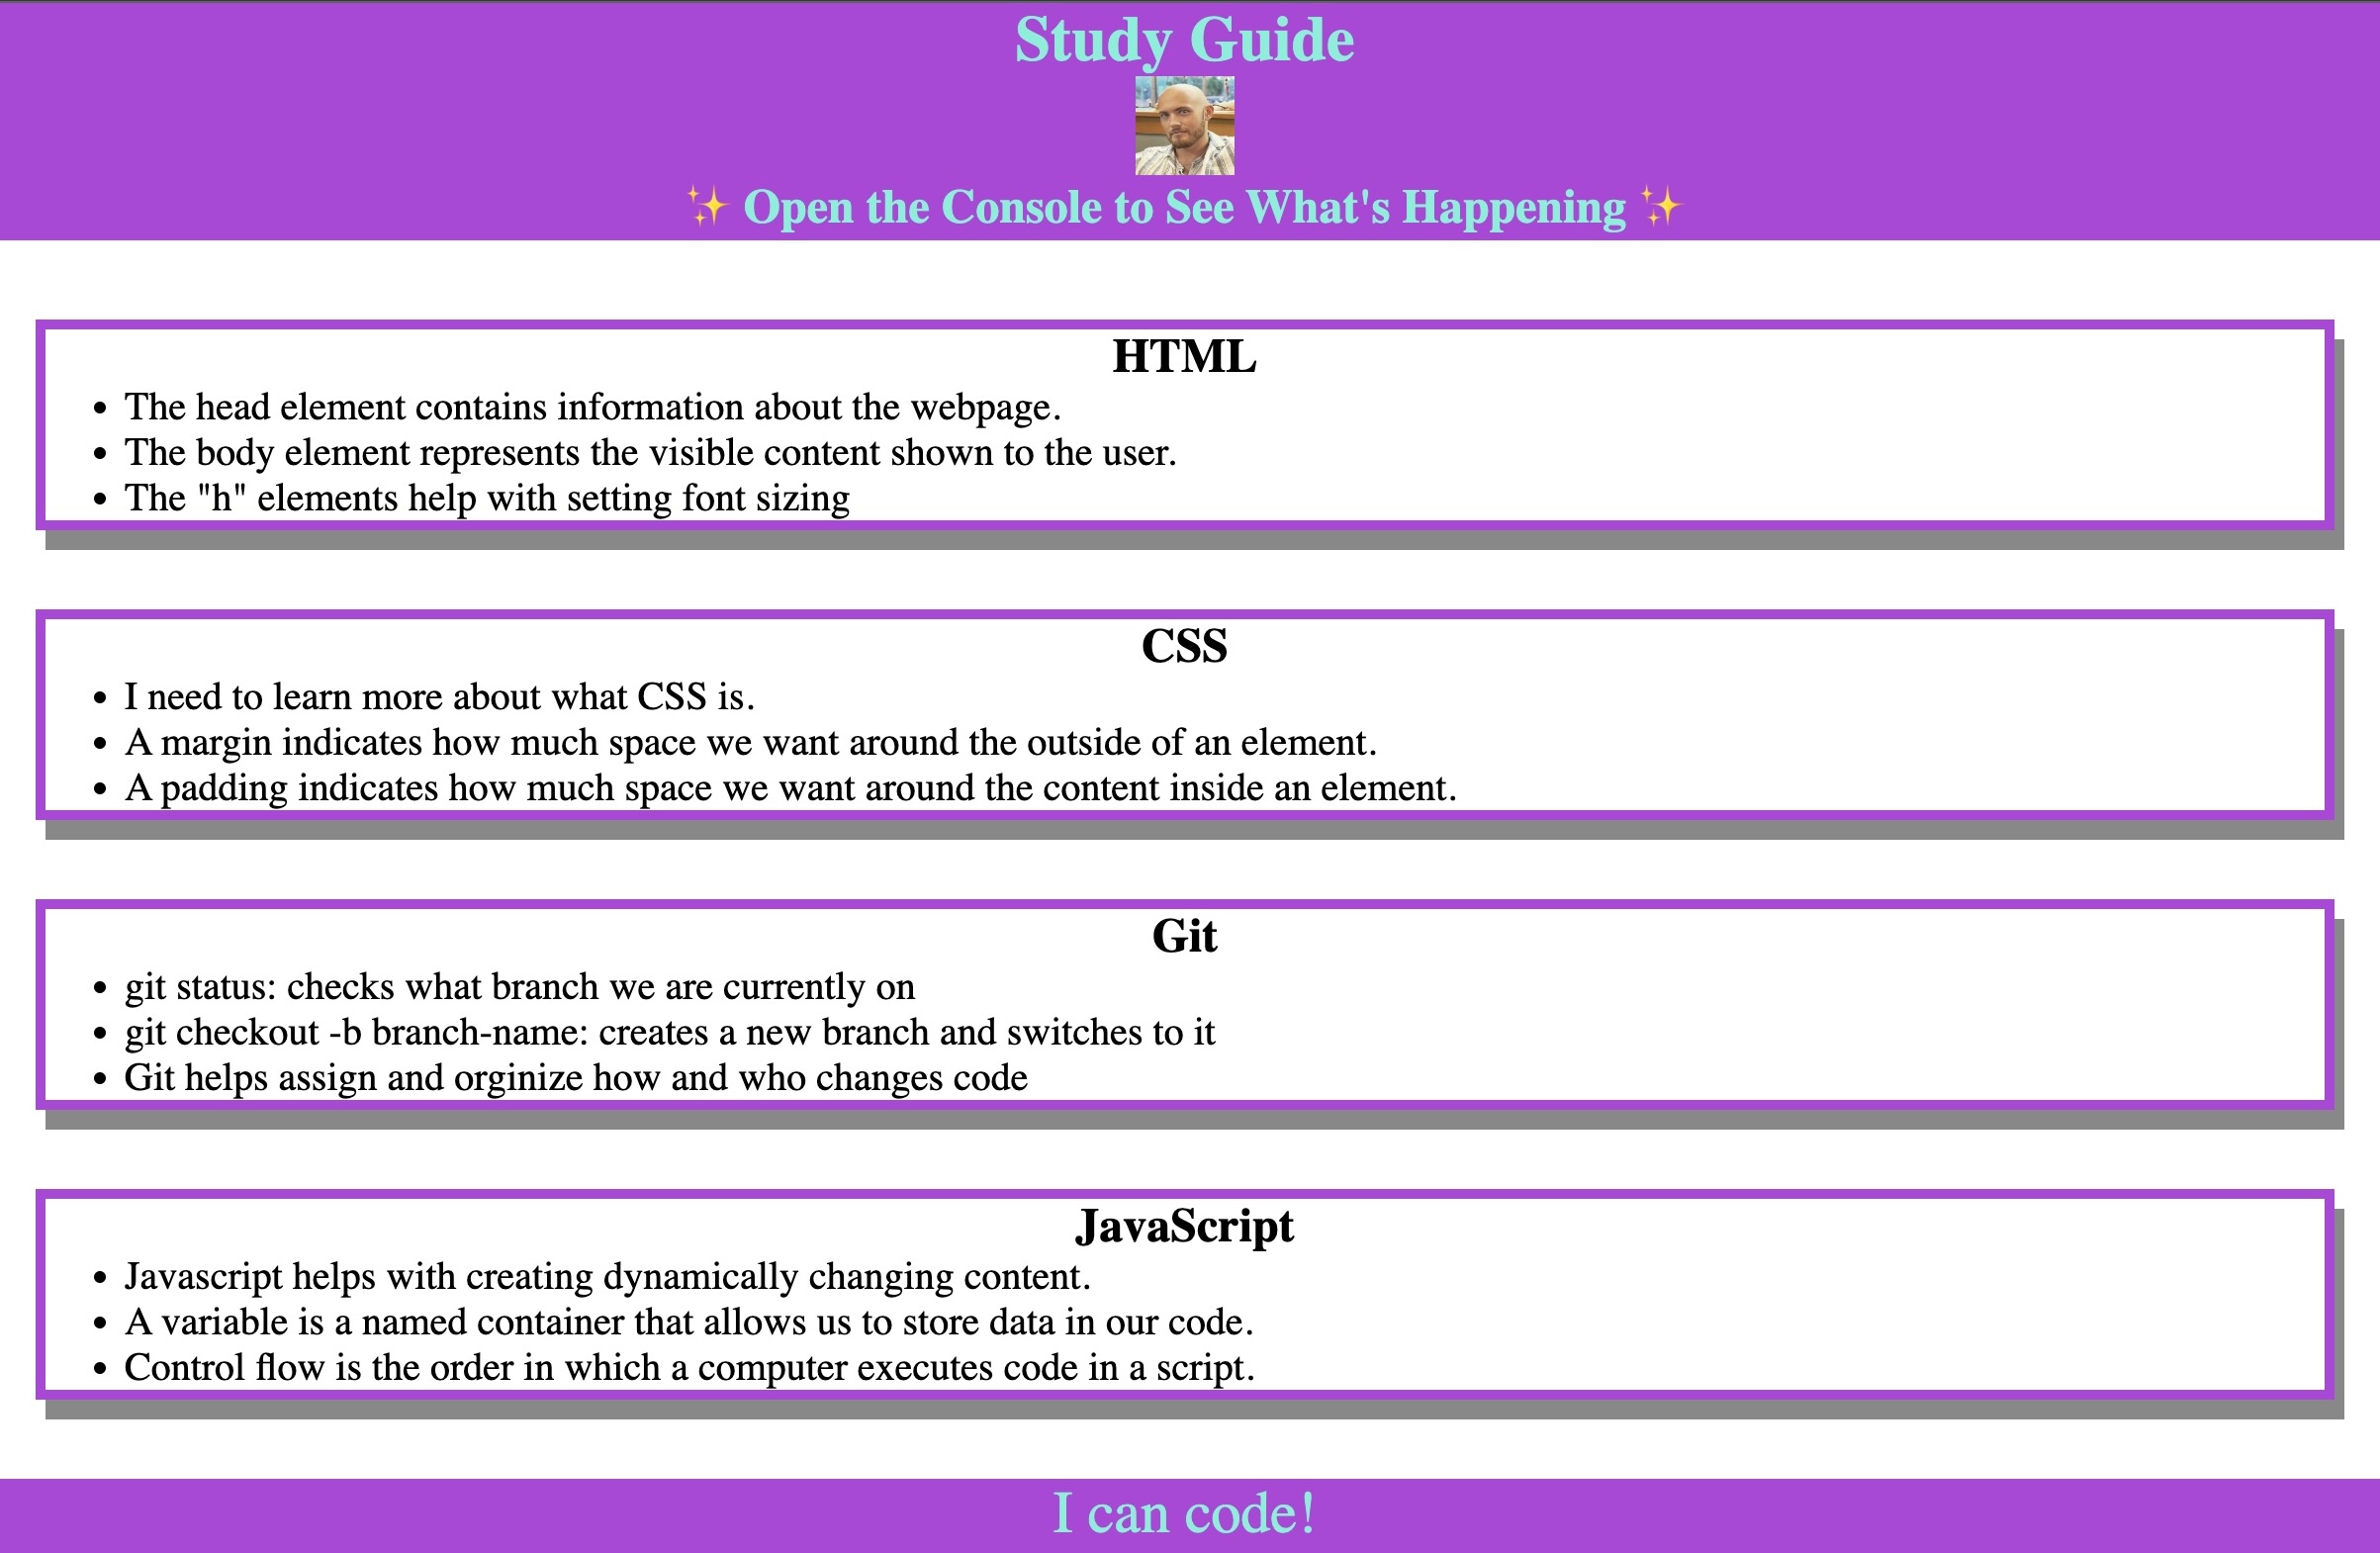 Study Guide
✨ Open the Console to See What's Happening ✨
HTML
• The head element contains information about the webpage.
• The body element represents the visible content shown to the user.
• The "h" elements help with setting font sizing
CSS
• I need to learn more about what CSS is.
• A margin indicates how much space we want around the outside of an element.
• A padding indicates how much space we want around the content inside an element.
Git
• git status: checks what branch we are currently on
• git checkout -b branch-name: creates a new branch and switches to it
• Git helps assign and orginize how and who changes code
JavaScript
• Javascript helps with creating dynamically changing content.
• A variable is a named container that allows us to store data in our code.
• Control flow is the order in which a computer executes code in a script.
I can code!